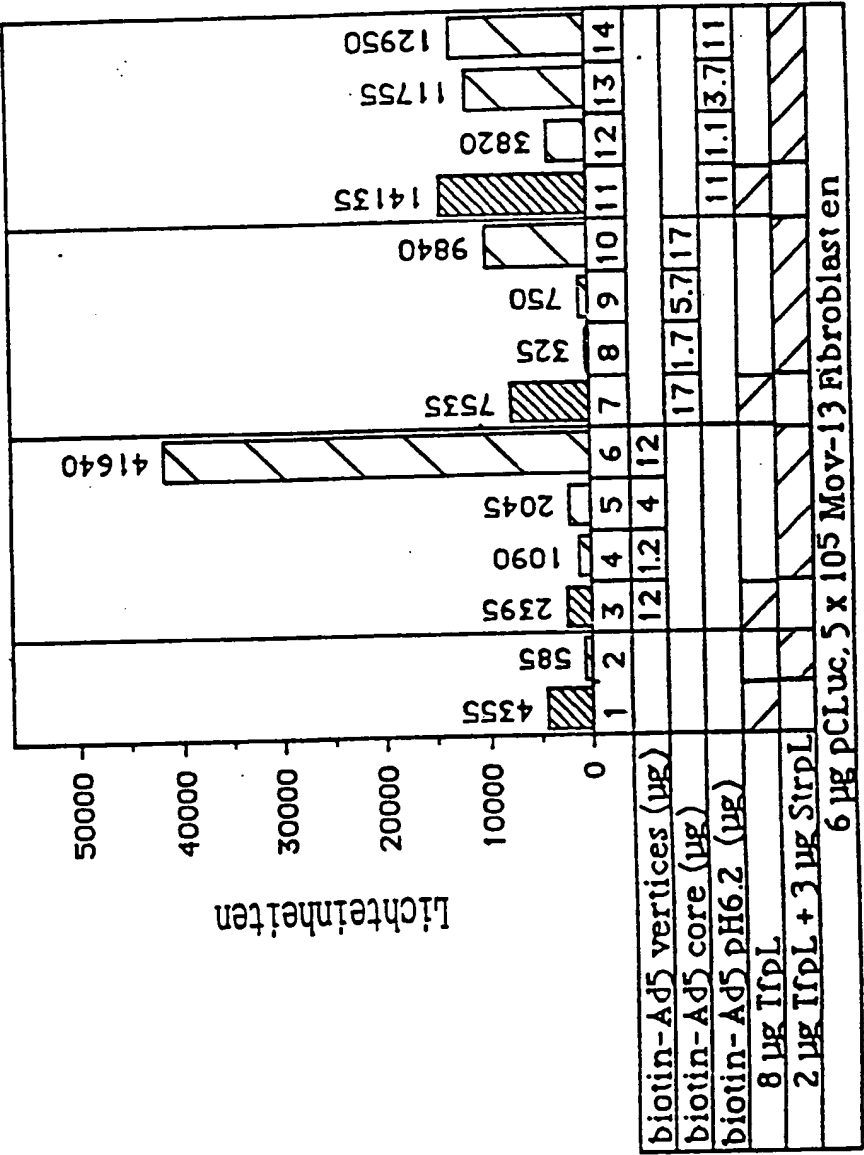 50000
40000
30000
20000
10000
0
Lichteinheiten
4355
585
2395
1090
2045
41640
7535
325
750
9840
14135
3820
11755
12950
1 2 3 4 5 6 7 8 9 10 11 12 13 14
biotin-Ad5 vertices (µg) 12 1.2 4 12
biotin-Ad5 core (µg) 17 1.7 5.7 17
biotin-Ad5 pH6.2 (µg) 11 1.1 3.7 11
8 µg TfpL
2 µg TfpL + 3 µg StrpL
6 µg pCLuc, 5 x 105 Mov-13 Fibroblasten